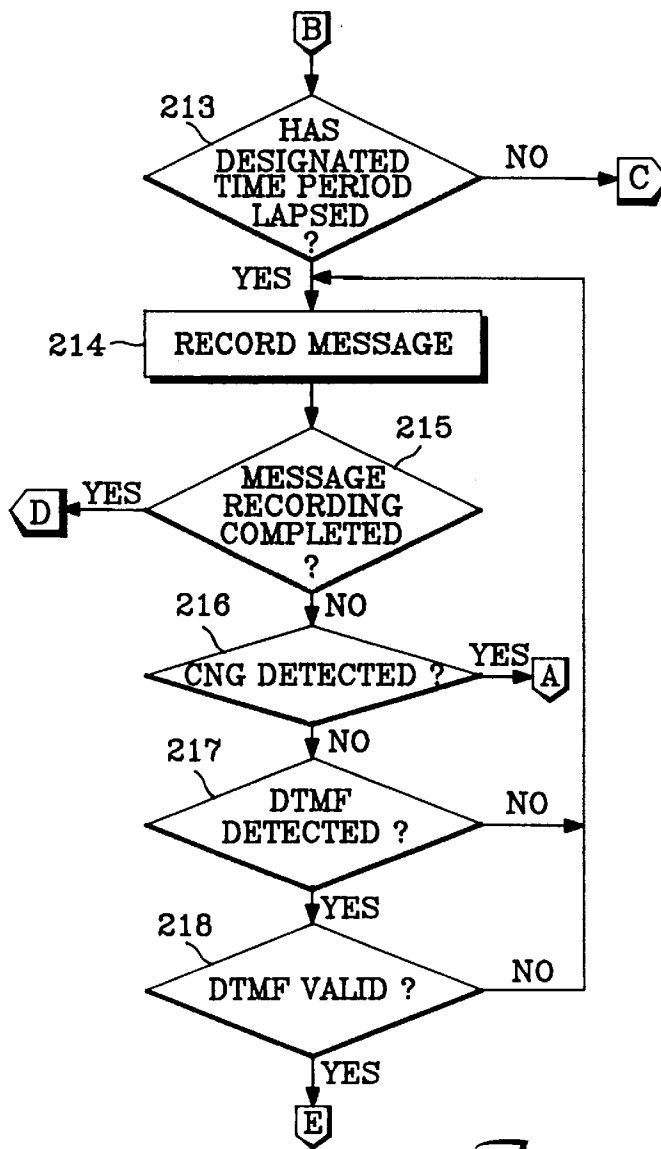 B
213
HAS
DESIGNATED
TIME PERIOD
LAPSED
?
NO
C
YES
214
RECORD MESSAGE
215
MESSAGE
RECORDING
COMPLETED
?
YES
D
NO
216
CNG DETECTED ?
YES
A
NO
217
DTMF
DETECTED ?
NO
YES
218
DTMF VALID ?
NO
YES
E